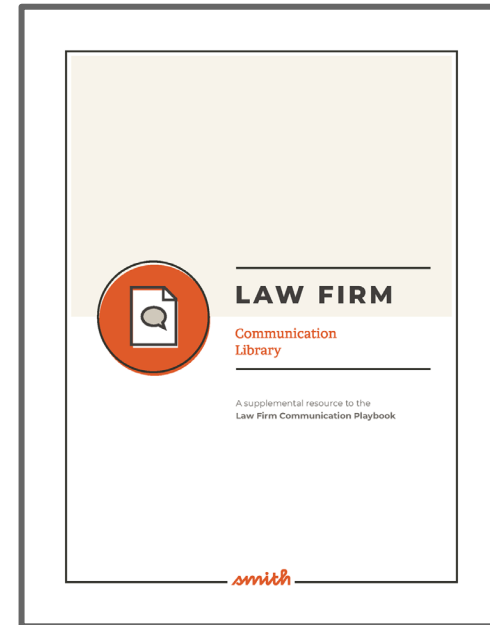 LAW FIRM
Communication
Library
A supplemental resource to the
Law Firm Communication Playbook
smith